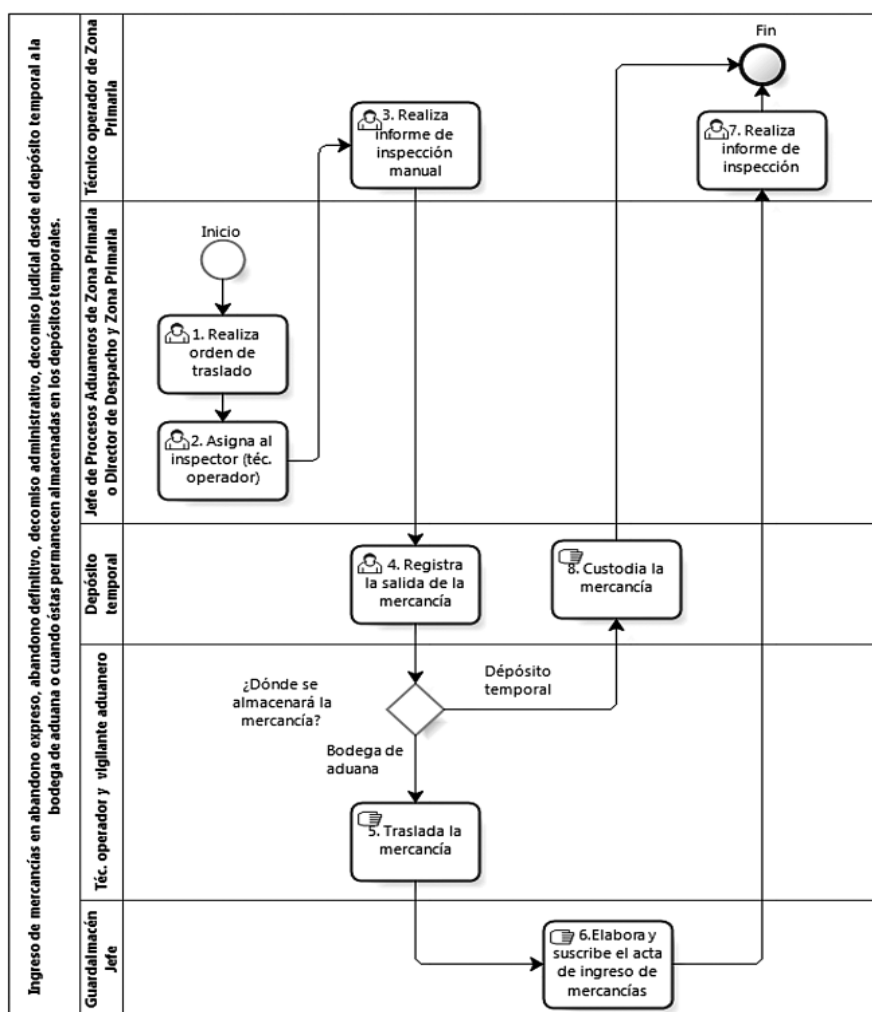 Ingreso de mercancías en abandono expreso, abandono definitivo, decomiso administrativo, decomiso judicial desde el depósito temporal a la
bodega de aduana o cuando éstas permanecen almacenadas en los depósitos temporales.
Técnico operador de Zona
Primaria
3. Realiza
informe de
inspección
manual
Fin
7. Realiza
informe de
inspección
Jefe de Procesos Aduaneros de Zona Primaria
o Director de Despacho y Zona Primaria
Inicio
1. Realiza
orden de
traslado
2. Asigna al
inspector (téc.
operador)
Depósito
temporal
4. Registra
la salida de la
mercancía
8. Custodia la
mercancía
Téc. operador y vigilante aduanero
¿Dónde se
almacenará la
mercancía?
Dépósito
temporal
Bodega de
aduana
5. Traslada la
mercancía
Guardalmacén
Jefe
6.Elabora y
suscribe el acta
de ingreso de
mercancías